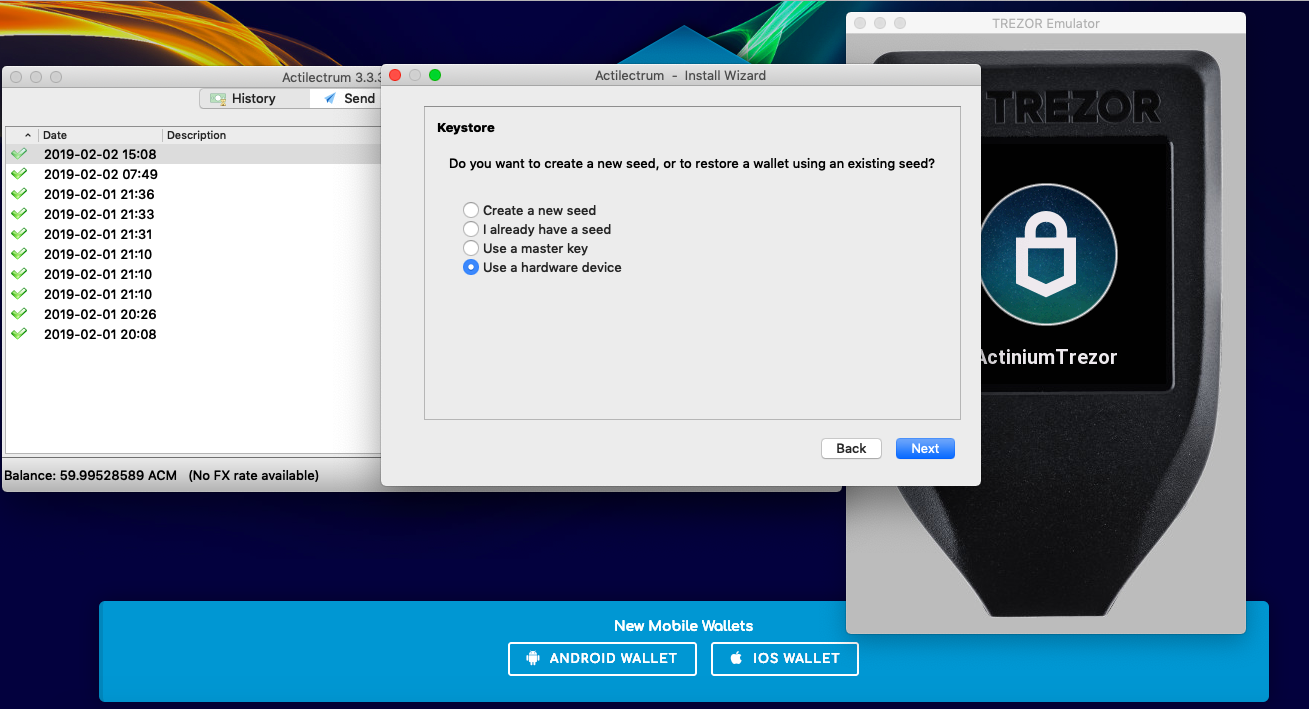 TREZOR Emulator
TREZOR
ActiniumTrezor
Actilectrum 3.3.3
History
Send
Date
Description
2019-02-02 15:08
2019-02-02 07:49
2019-02-01 21:36
2019-02-01 21:33
2019-02-01 21:31
2019-02-01 21:10
2019-02-01 21:10
2019-02-01 21:10
2019-02-01 20:26
2019-02-01 20:08
Balance: 59.99528589 ACM (No FX rate available)
Actilectrum - Install Wizard
Keystore
Do you want to create a new seed, or to restore a wallet using an existing seed?
Create a new seed
I already have a seed
Use a master key
Use a hardware device
Back
Next
New Mobile Wallets
ANDROID WALLET
IOS WALLET